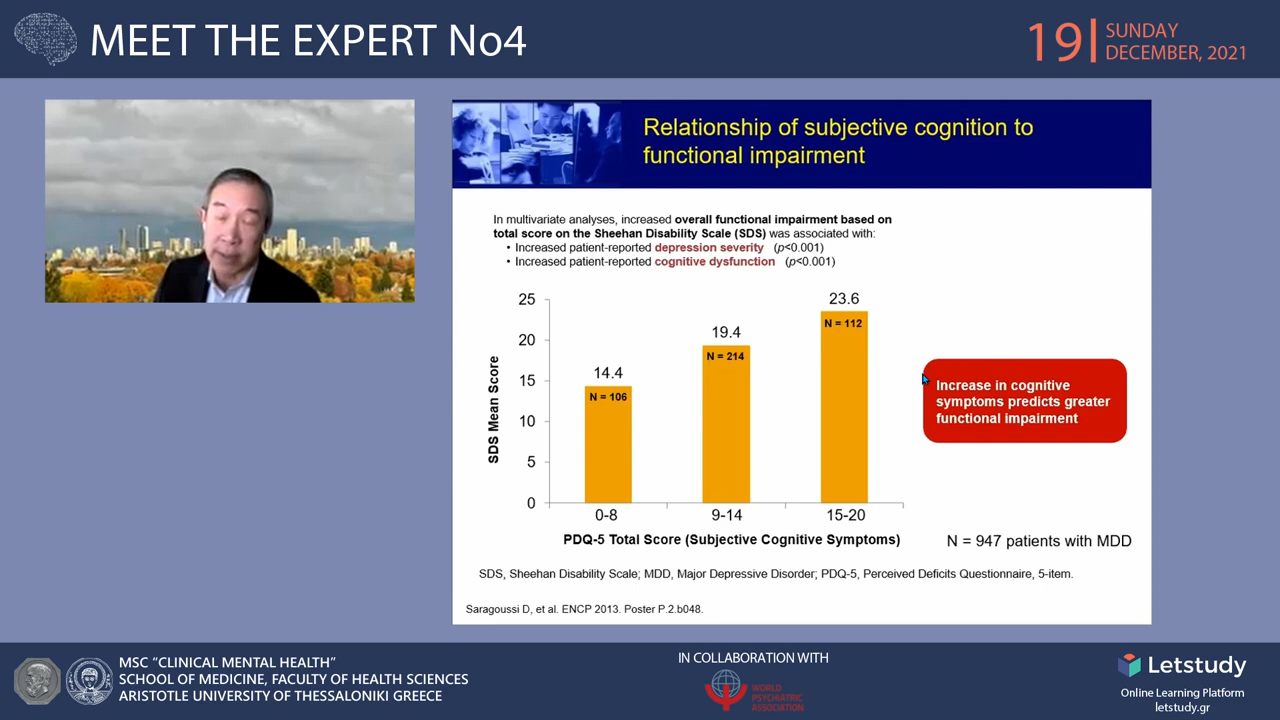 MEET THE EXPERT No4
19
SUNDAY
DECEMBER, 2021
Relationship of subjective cognition to
functional impairment
In multivariate analyses, increased overall functional impairment based on
total score on the Sheehan Disability Scale (SDS) was associated with:
• Increased patient-reported depression severity (p<0.001)
• Increased patient-reported cognitive dysfunction (p<0.001)
SDS Mean Score
25
20
15
10
5
0
14.4
N = 106
19.4
N = 214
23.6
N = 112
0-8
9-14
15-20
PDQ-5 Total Score (Subjective Cognitive Symptoms)
Increase in cognitive
symptoms predicts greater
functional impairment
N = 947 patients with MDD
SDS, Sheehan Disability Scale; MDD, Major Depressive Disorder; PDQ-5, Perceived Deficits Questionnaire, 5-item.
Saragoussi D, et al. ENCP 2013. Poster P.2.b048.
MSC “CLINICAL MENTAL HEALTH”
SCHOOL OF MEDICINE, FACULTY OF HEALTH SCIENCES
ARISTOTLE UNIVERSITY OF THESSALONIKI GREECE
IN COLLABORATION WITH
WORLD
PSYCHIATRIC
ASSOCIATION
Letstudy
Online Learning Platform
letstudy.gr